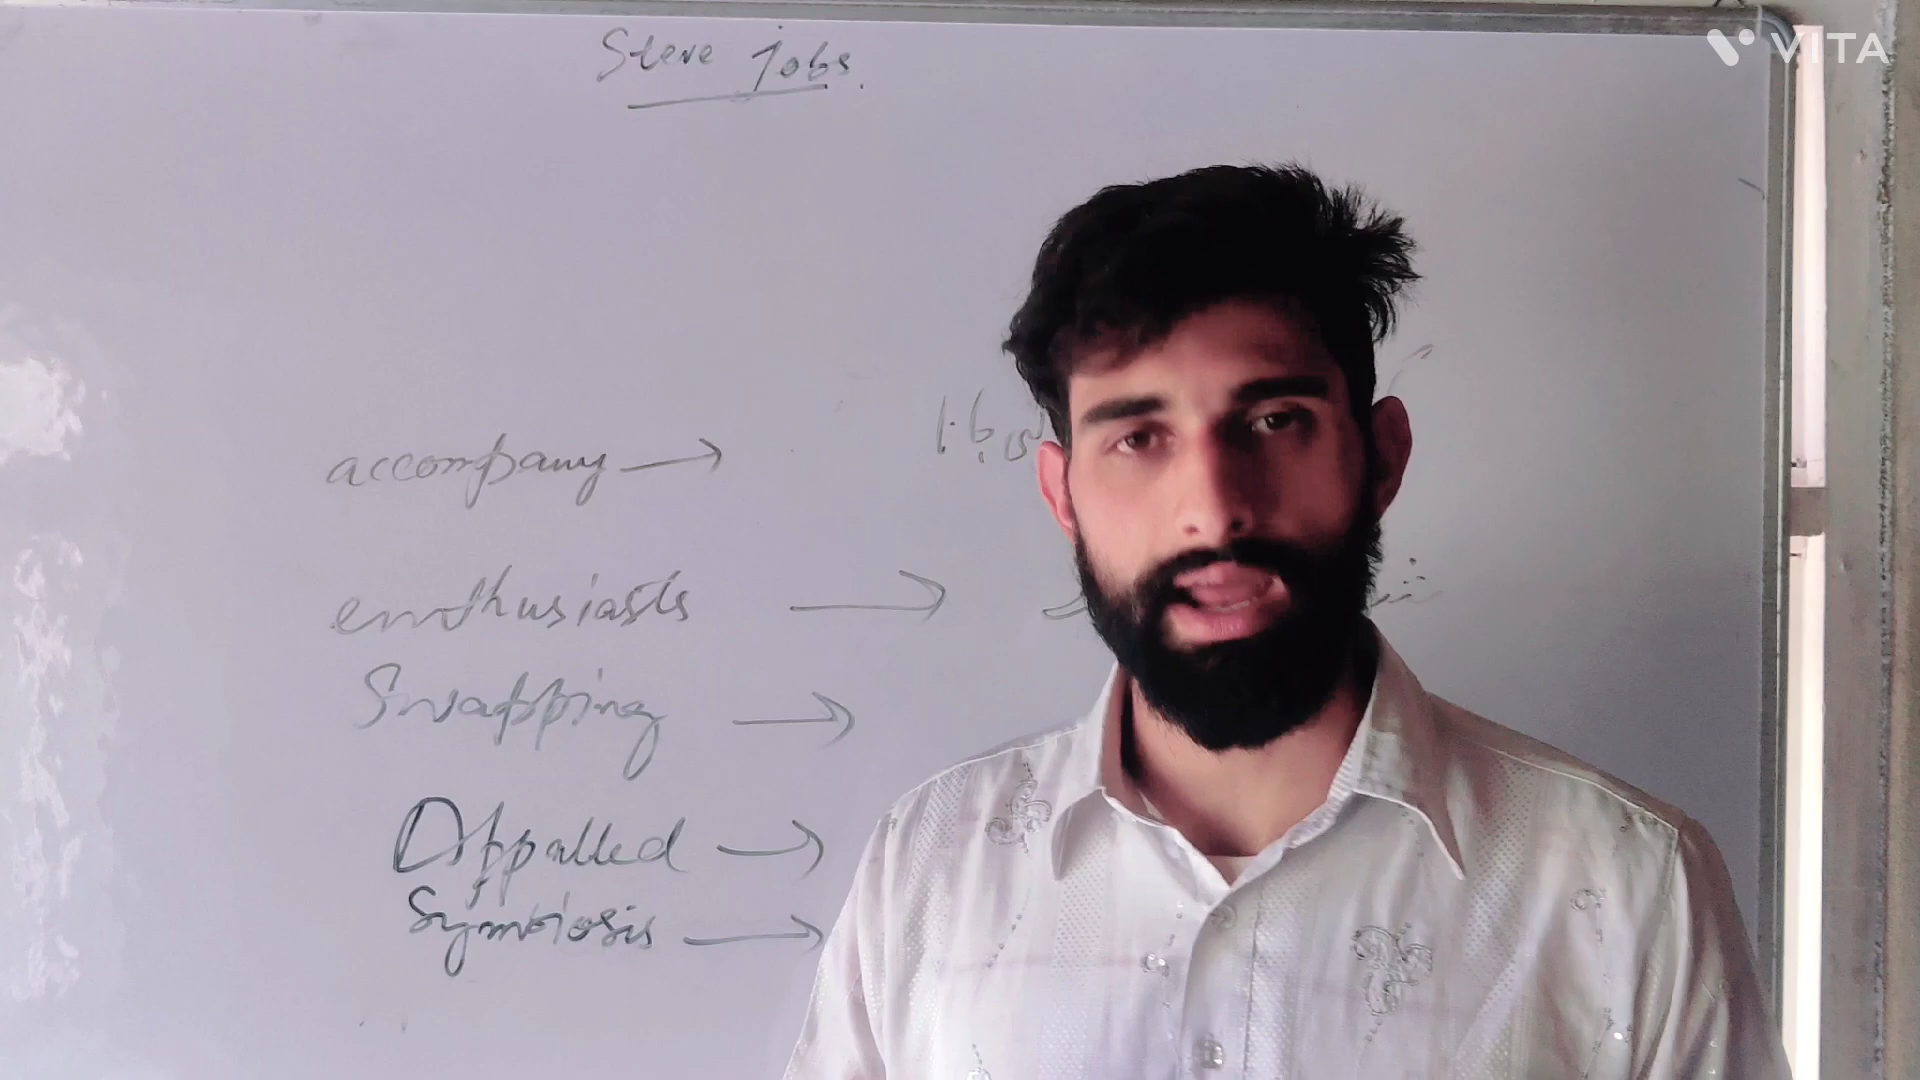 VITA
Steve jobs.
accompany →
enthusiasts →
Swapping →
Appalled →
Symbiosis →